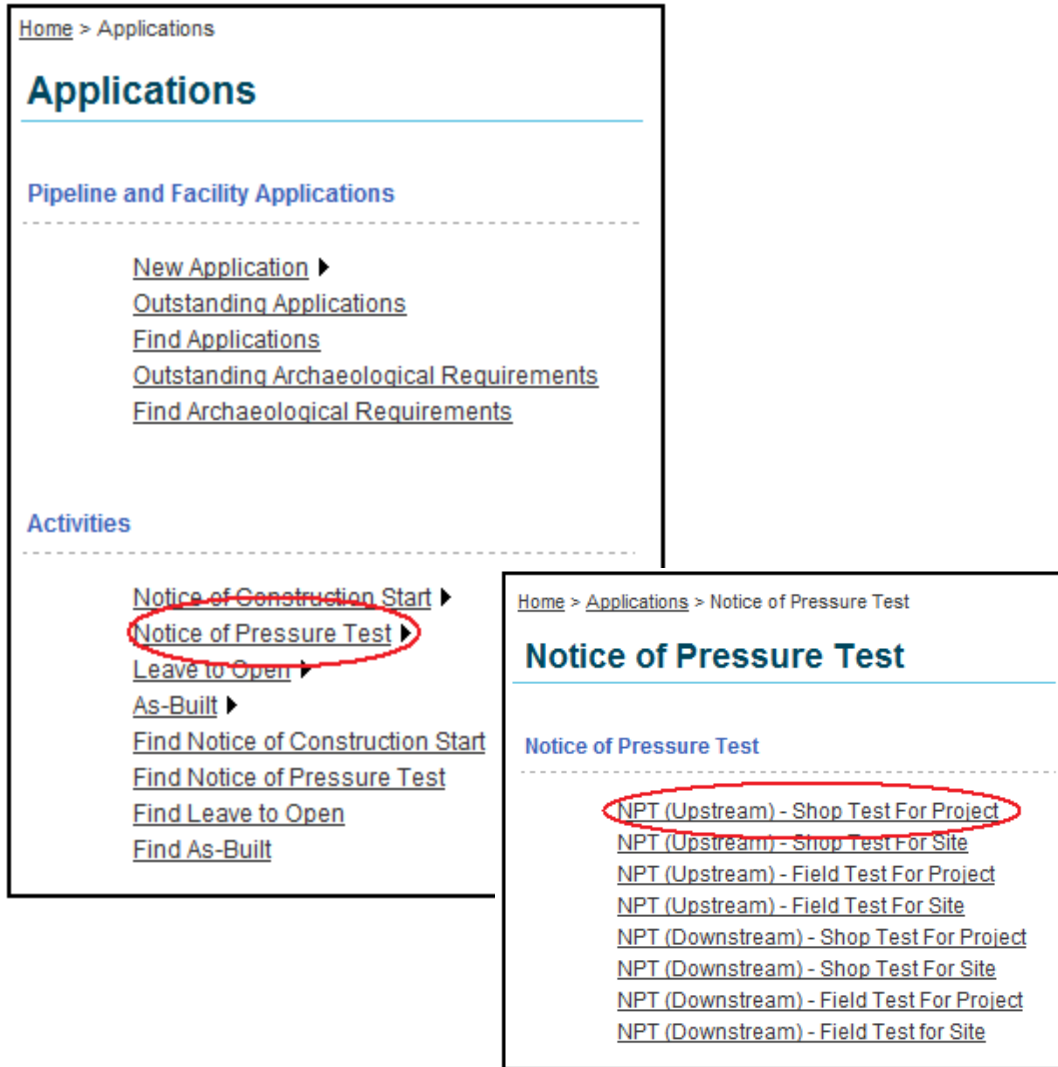 Home > Applications
Applications
Pipeline and Facility Applications
New Application
Outstanding Applications
Find Applications
Outstanding Archaeological Requirements
Find Archaeological Requirements
Activities
Notice of Construction Start
Notice of Pressure Test
Leave to Open
As-Built
Find Notice of Construction Start
Find Notice of Pressure Test
Find Leave to Open
Find As-Built
Home > Applications > Notice of Pressure Test
Notice of Pressure Test
Notice of Pressure Test
NPT (Upstream) - Shop Test For Project
NPT (Upstream) - Shop Test For Site
NPT (Upstream) - Field Test For Project
NPT (Upstream) - Field Test For Site
NPT (Downstream) - Shop Test For Project
NPT (Downstream) - Shop Test For Site
NPT (Downstream) - Field Test For Project
NPT (Downstream) - Field Test for Site